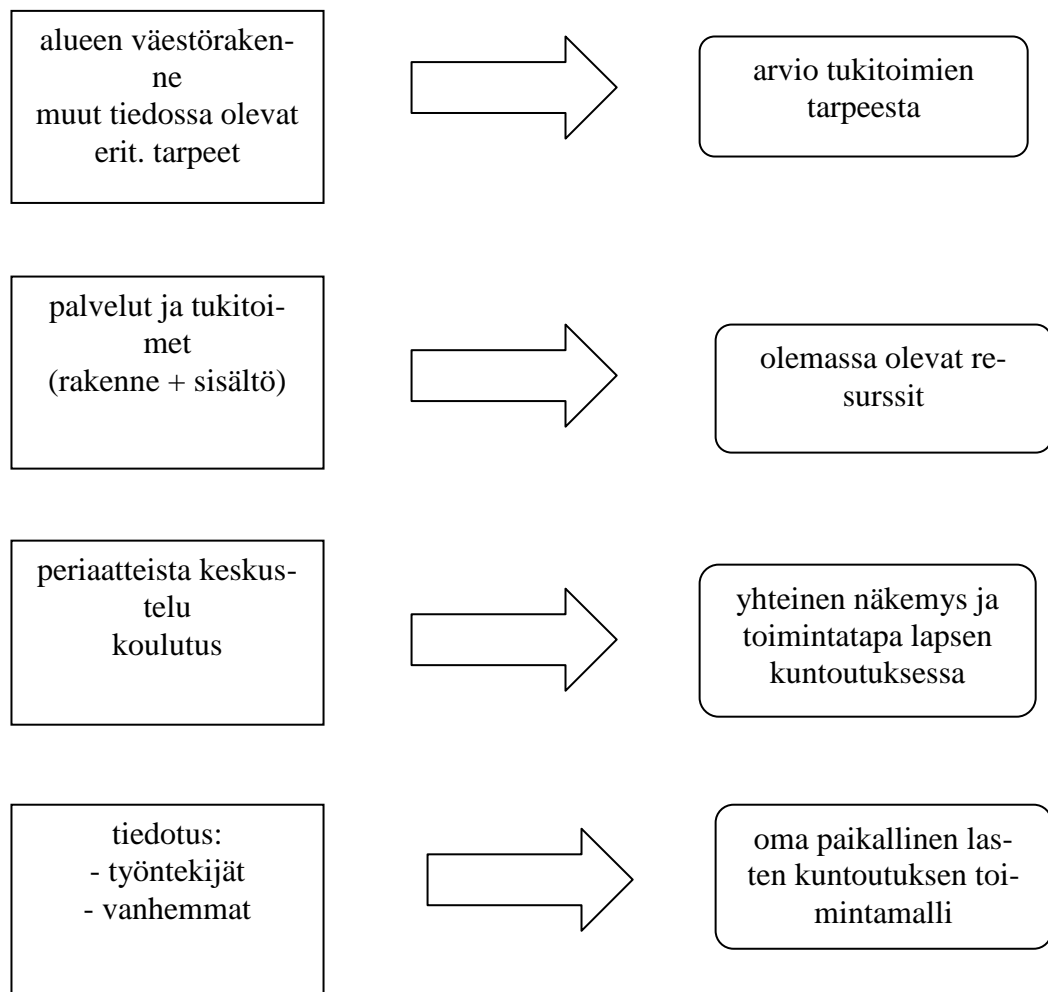 alueen väestöraken-
ne
muut tiedossa olevat
erit. tarpeet
arvio tukitoimien
tarpeesta
palvelut ja tukitoi-
met
(rakenne + sisältö)
olemassa olevat re-
surssit
periaatteista keskus-
telu
koulutus
yhteinen näkemys ja
toimintatapa lapsen
kuntoutuksessa
tiedotus:
- työntekijät
- vanhemmat
oma paikallinen las-
ten kuntoutuksen toi-
mintamalli